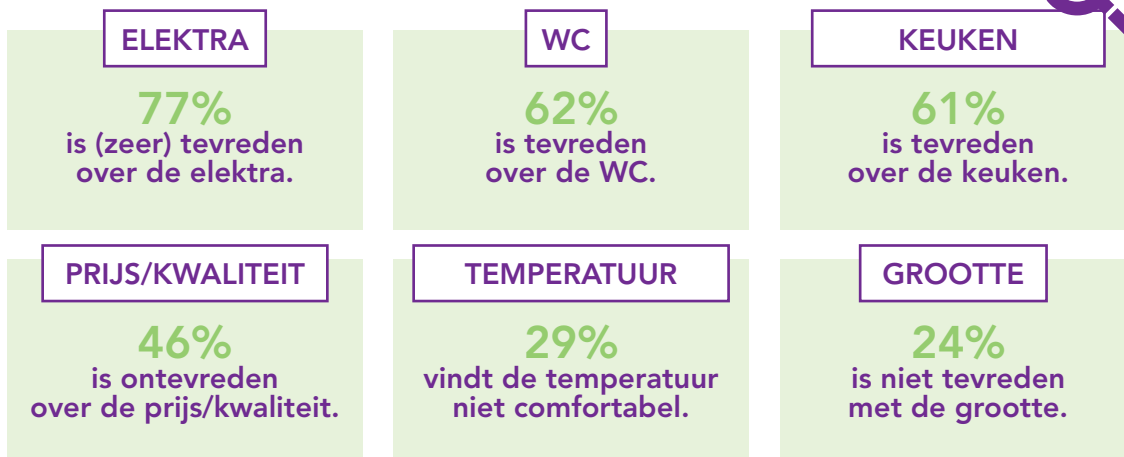 ELEKTRA
77%
is (zeer) tevreden
over de elektra.
WC
62%
is tevreden
over de WC.
KEUKEN
61%
is tevreden
over de keuken.
PRIJS/KWALITEIT
46%
is ontevreden
over de prijs/kwaliteit.
TEMPERATUUR
29%
vindt de temperatuur
niet comfortabel.
GROOTTE
24%
is niet tevreden
met de grootte.